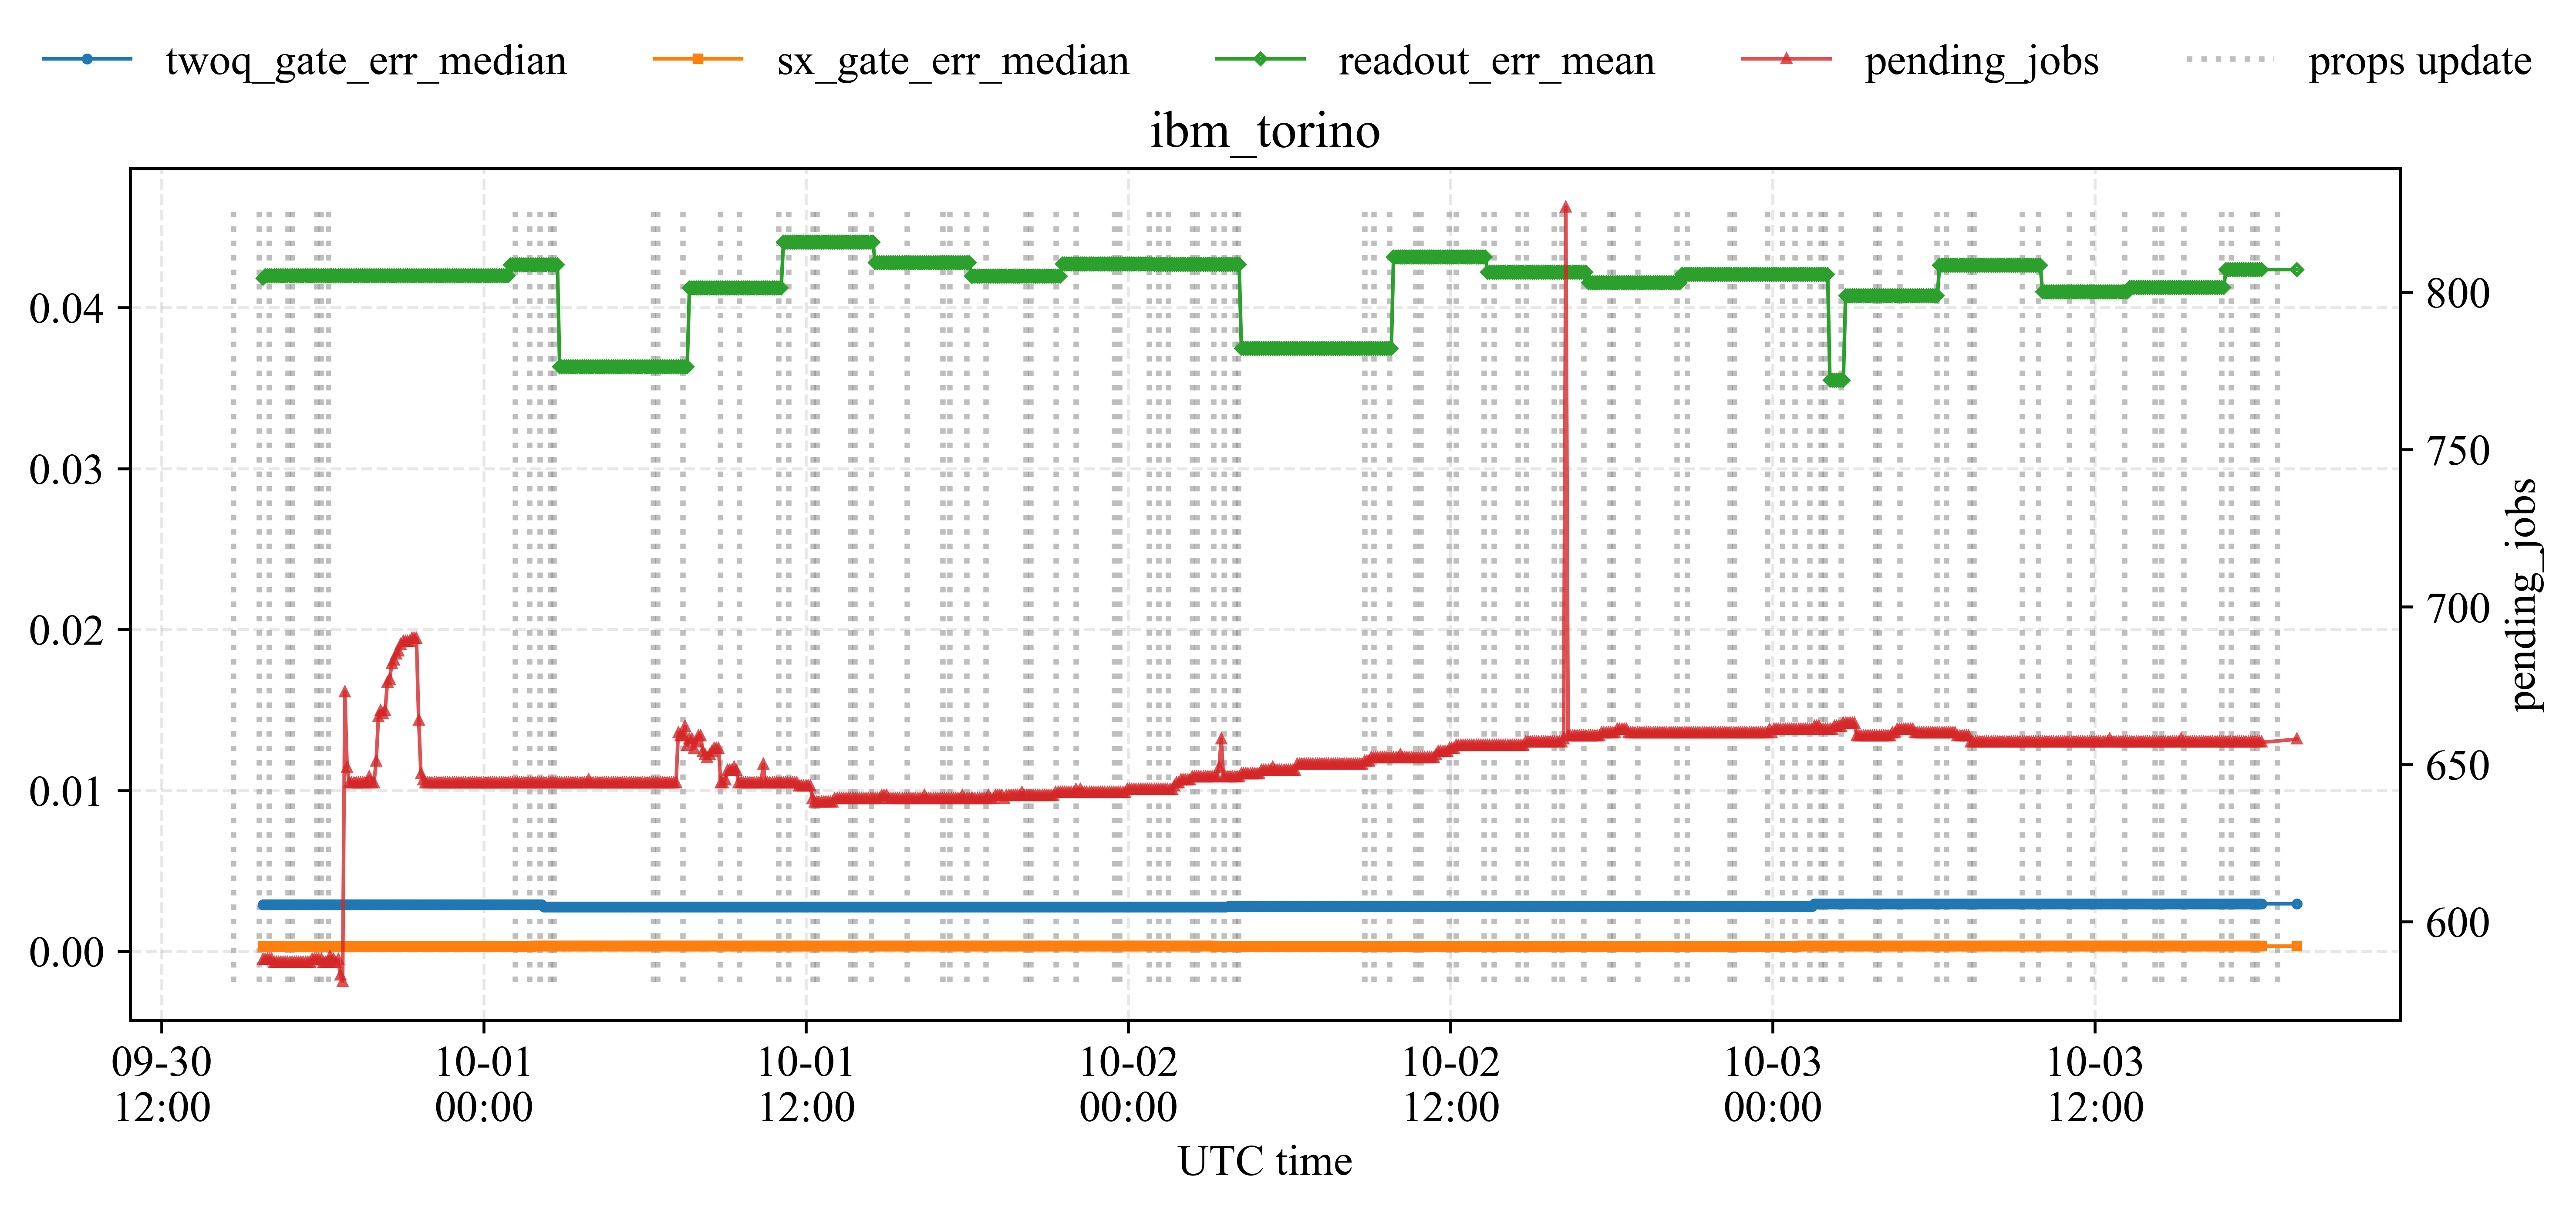 twoq_gate_err_median sx_gate_err_median readout_err_mean pending_jobs props update
ibm_torino
0.04
0.03
0.02
0.01
0.00
800
750
700
650
600
pending_jobs
09-30 10-01 10-01 10-02 10-02 10-03 10-03
12:00 00:00 12:00 00:00 12:00 00:00 12:00
UTC time